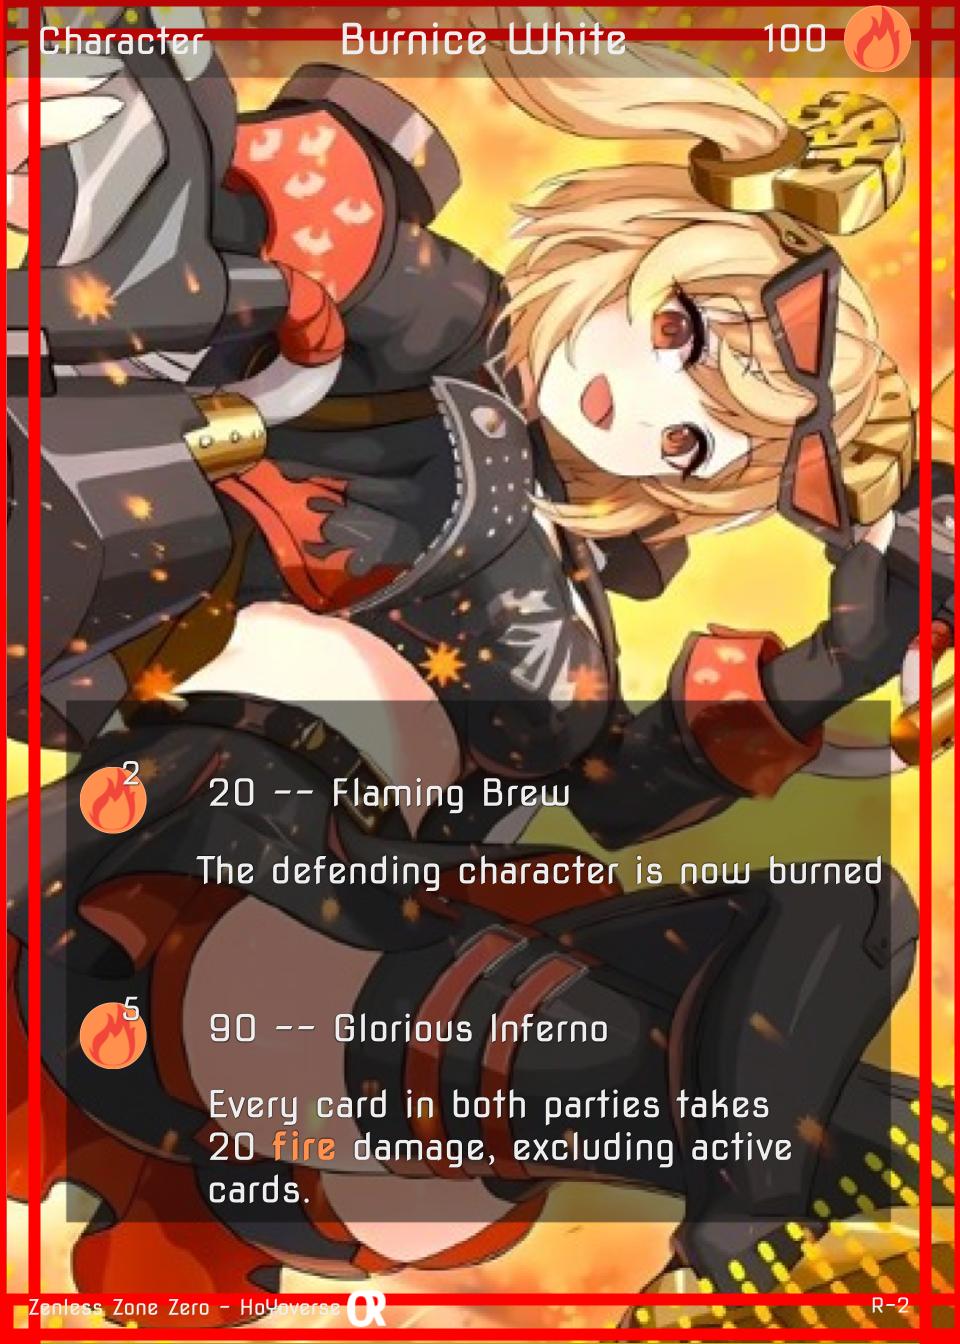 Character Burnice White 100
2
20 -- Flaming Brew
The defending character is now burned
5
90 -- Glorious Inferno
Every card in both parties takes
20 fire damage, excluding active
cards.
Zenless Zone Zero - HoYoverse OR R-2